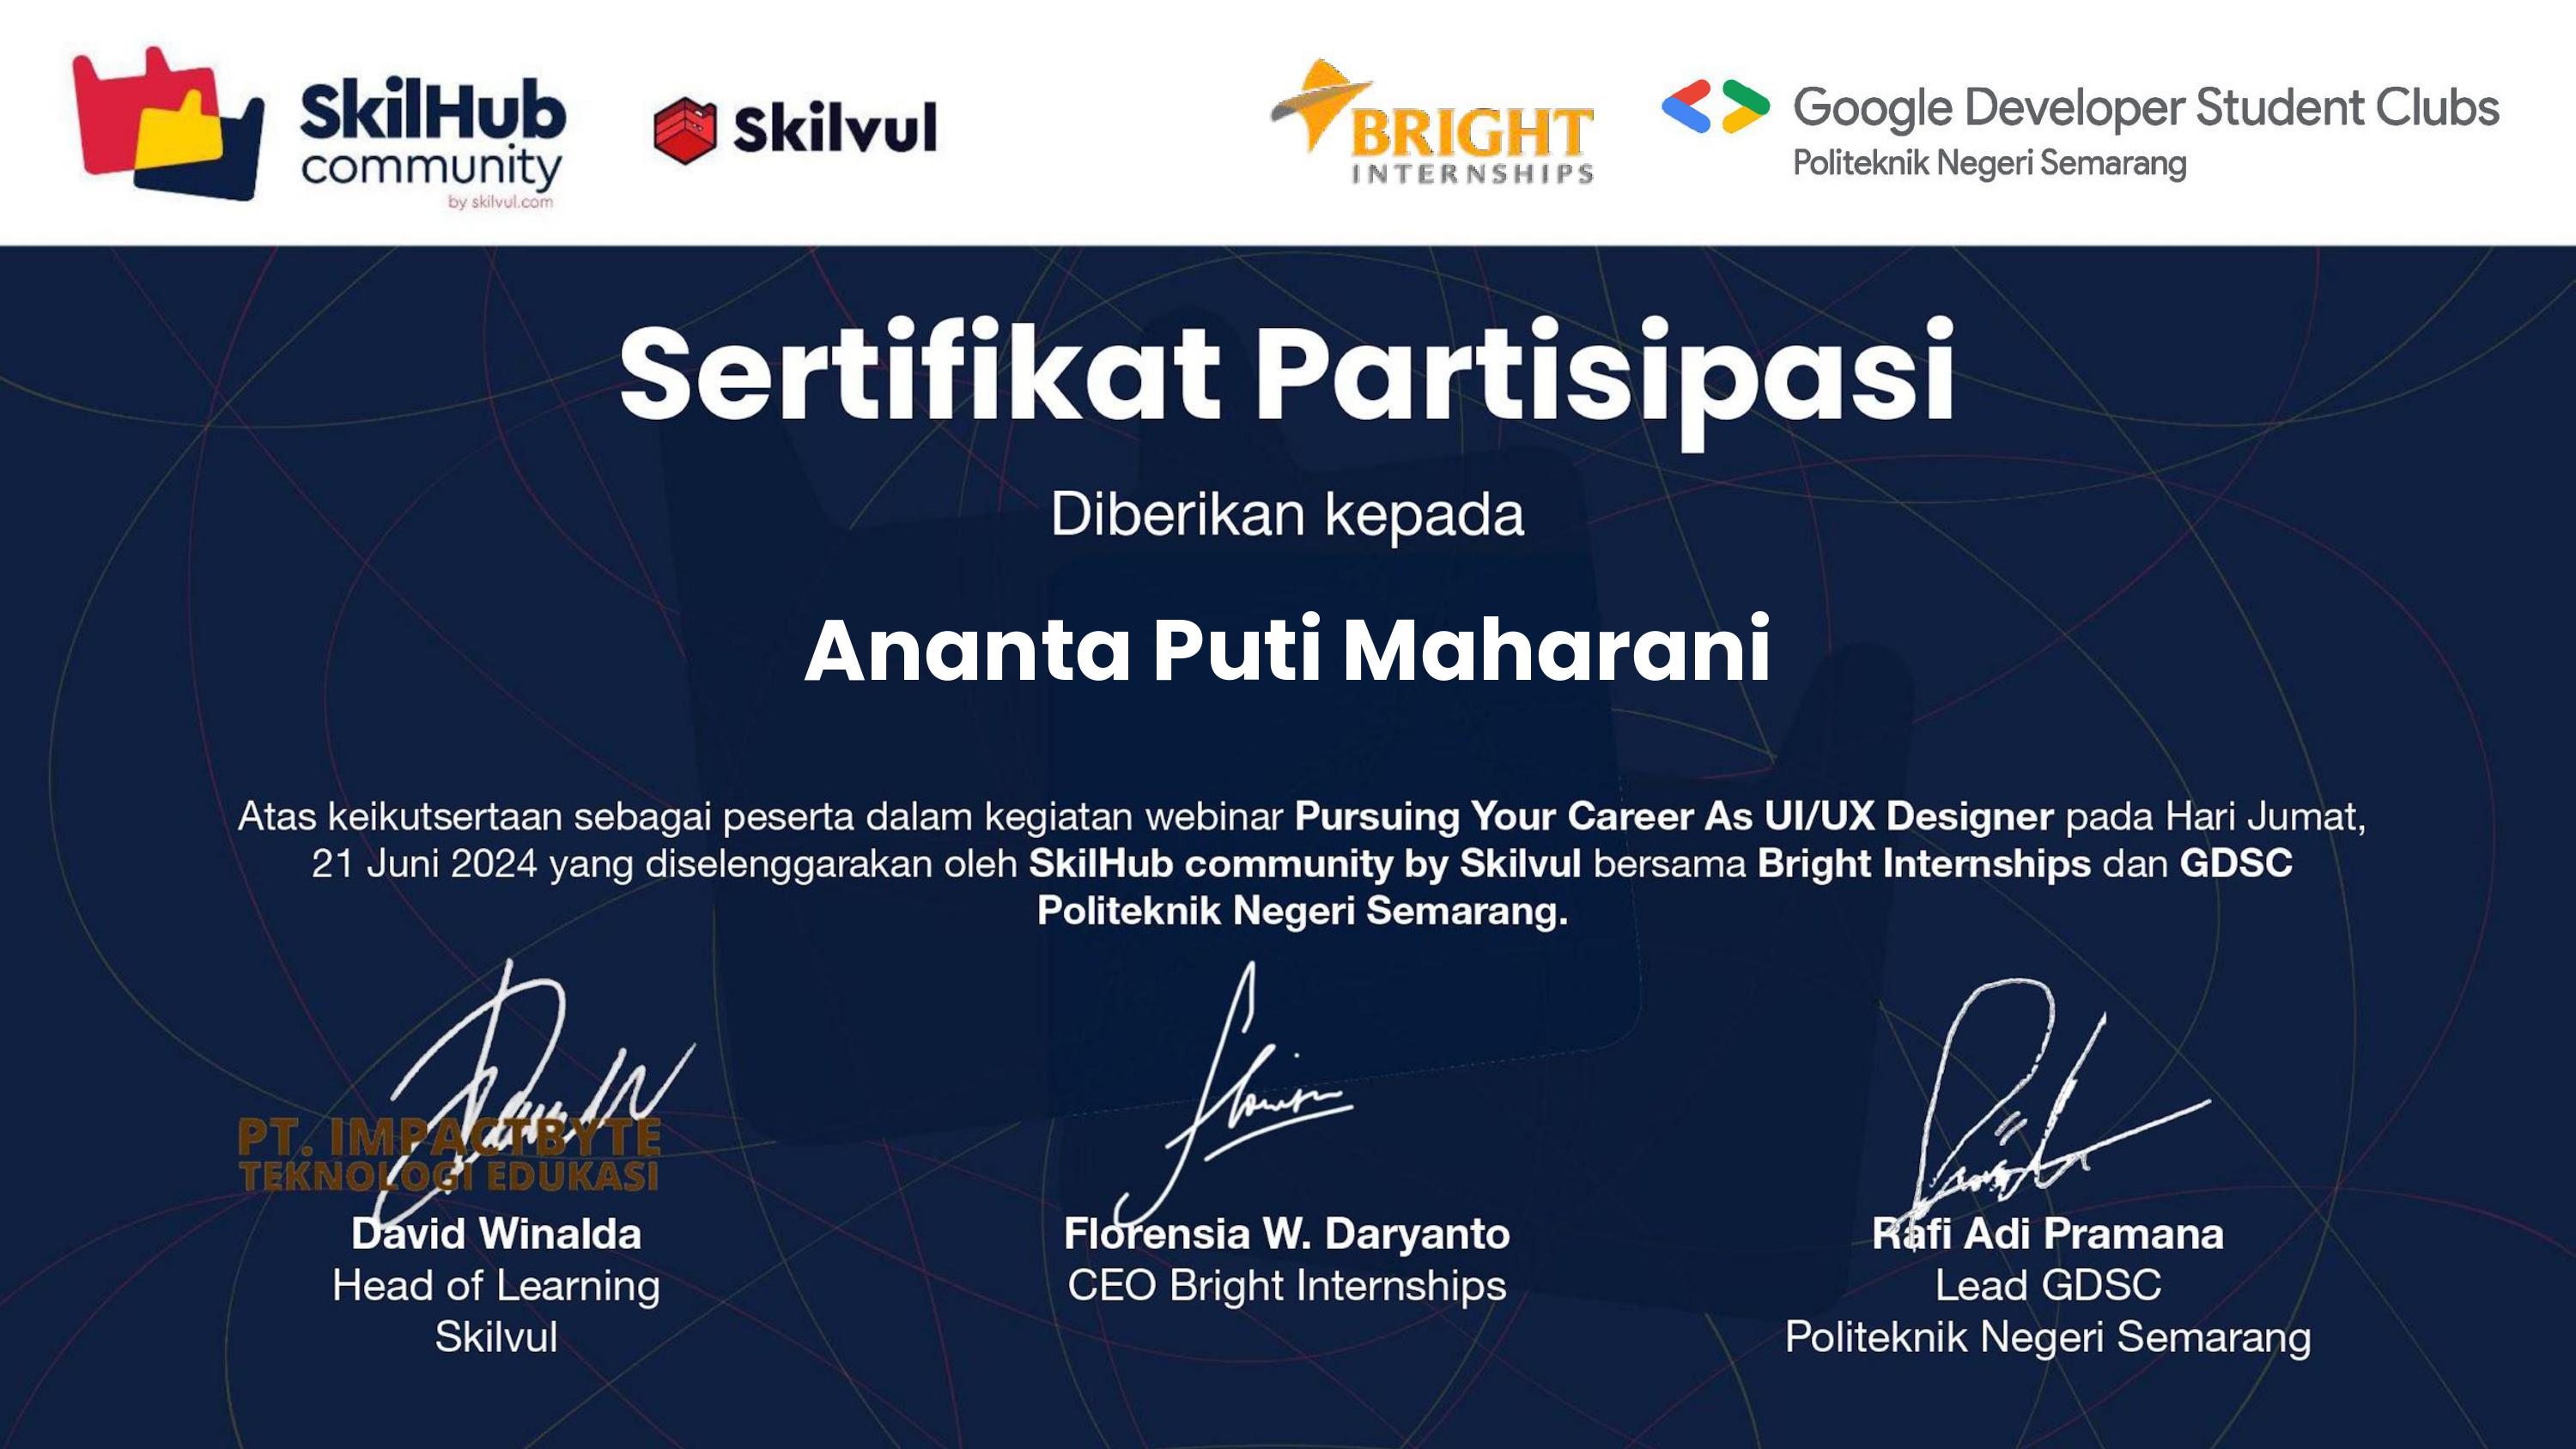 SkilHub
community
by skilvul.com
Skilvul
BRIGHT
INTERNSHIPS
Google Developer Student Clubs
Politeknik Negeri Semarang
Sertifikat Partisipasi
Diberikan kepada
Ananta Puti Maharani
Atas keikutsertaan sebagai peserta dalam kegiatan webinar Pursuing Your Career As UI/UX Designer pada Hari Jumat,
21 Juni 2024 yang diselenggarakan oleh SkilHub community by Skilvul bersama Bright Internships dan GDSC
Politeknik Negeri Semarang.
PT. IMPACTBYTE
TEKNOLOGI EDUKASI
David Winalda
Head of Learning
Skilvul
Florensia W. Daryanto
CEO Bright Internships
Rafi Adi Pramana
Lead GDSC
Politeknik Negeri Semarang